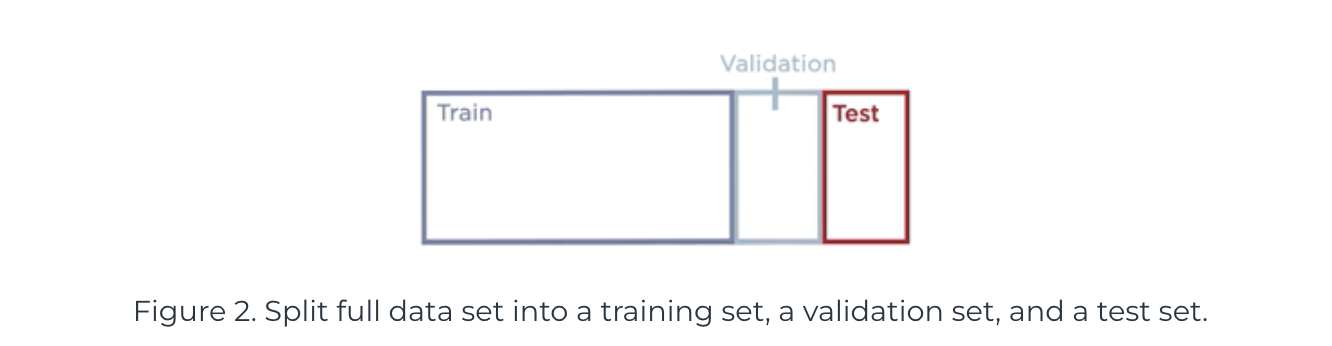 Validation
Train
Test
Figure 2. Split full data set into a training set, a validation set, and a test set.